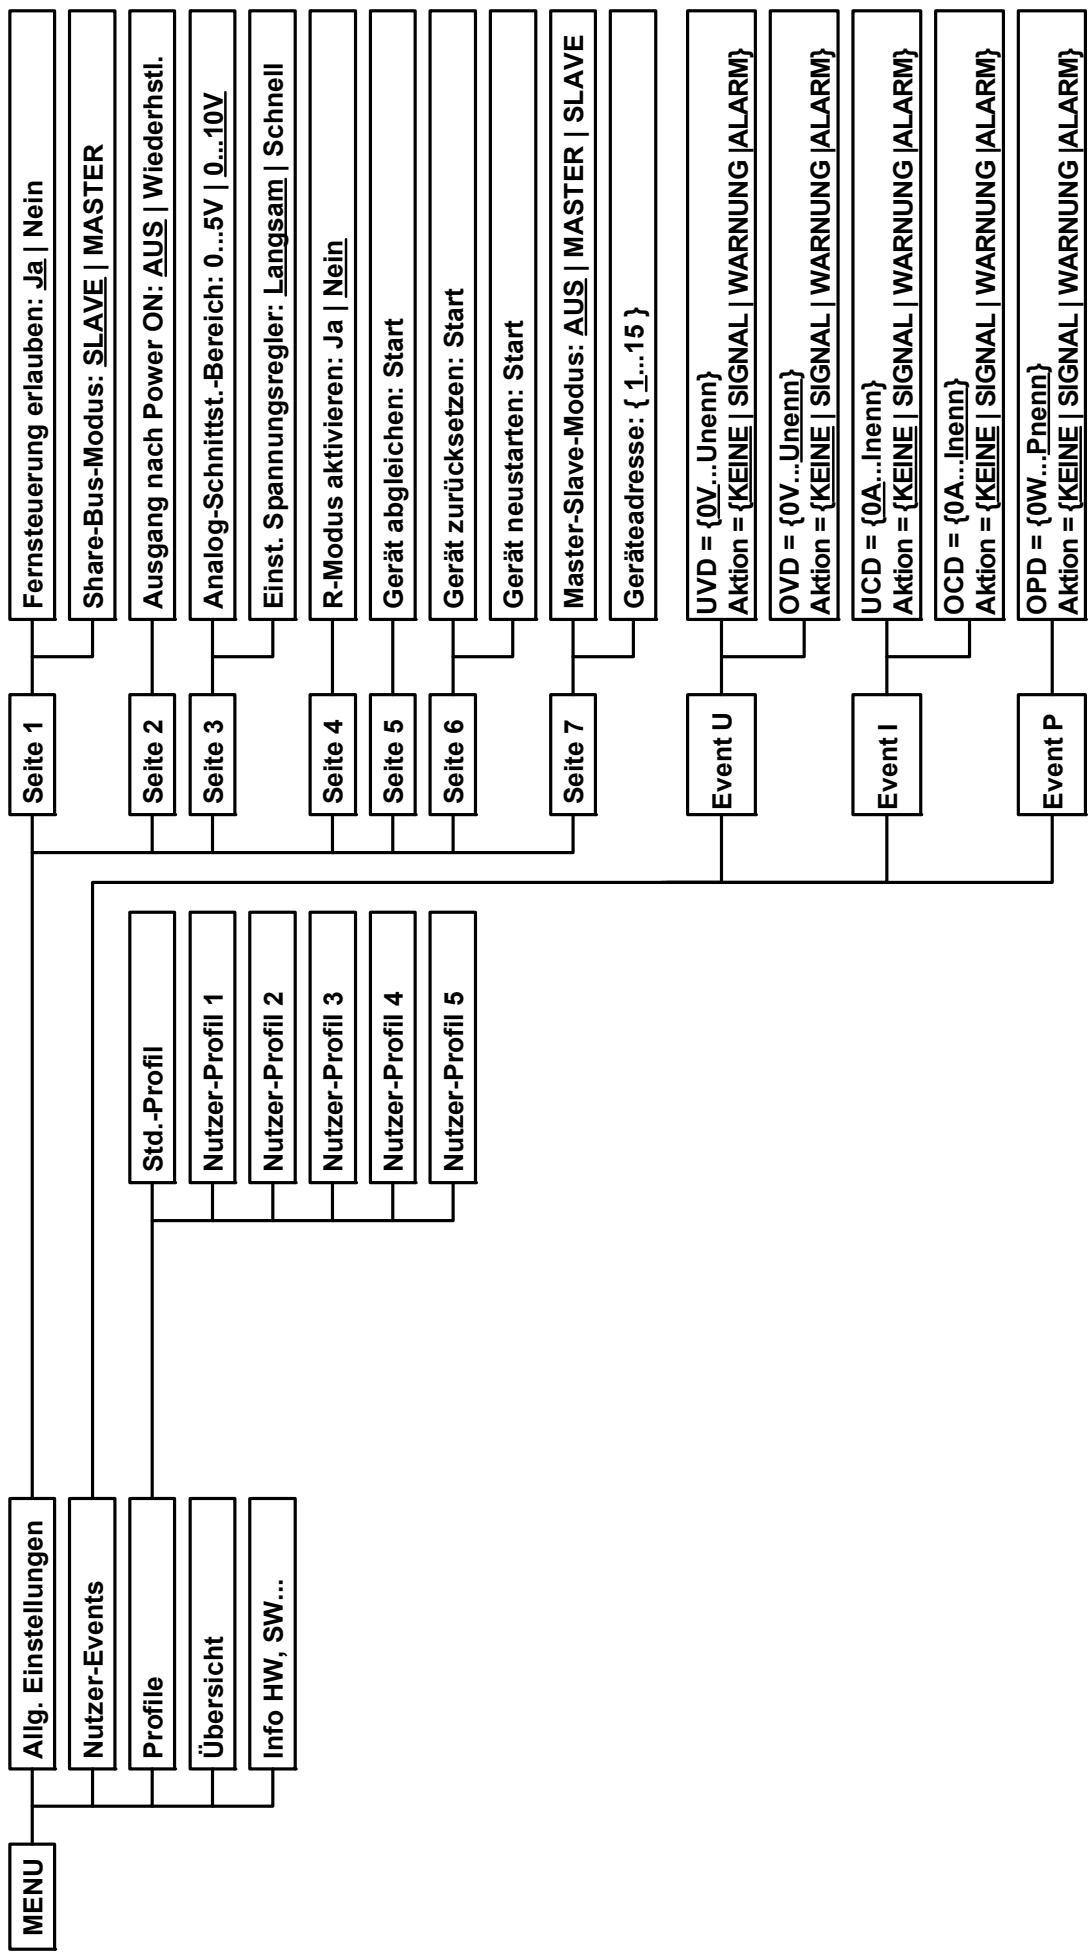 MENU
Allg. Einstellungen
Nutzer-Events
Profile
Übersicht
Info HW, SW...
Std.-Profil
Nutzer-Profil 1
Nutzer-Profil 2
Nutzer-Profil 3
Nutzer-Profil 4
Nutzer-Profil 5
Seite 1
Seite 2
Seite 3
Seite 4
Seite 5
Seite 6
Seite 7
Event U
Event I
Event P
Fernsteuerung erlauben: Ja | Nein
Share-Bus-Modus: SLAVE | MASTER
Ausgang nach Power ON: AUS | Wiederhstl.
Analog-Schnittst.-Bereich: 0...5V | 0...10V
Einst. Spannungsregler: Langsam | Schnell
R-Modus aktivieren: Ja | Nein
Gerät abgleichen: Start
Gerät zurücksetzen: Start
Gerät neustarten: Start
Master-Slave-Modus: AUS | MASTER | SLAVE
Geräteadresse: { 1...15 }
UVD = {0V...Unenn}
Aktion = {KEINE | SIGNAL | WARNUNG |ALARM}
OVD = {0V...Unenn}
Aktion = {KEINE | SIGNAL | WARNUNG |ALARM}
UCD = {0A...Inenn}
Aktion = {KEINE | SIGNAL | WARNUNG |ALARM}
OCD = {0A...Inenn}
Aktion = {KEINE | SIGNAL | WARNUNG |ALARM}
OPD = {0W...Pnenn}
Aktion = {KEINE | SIGNAL | WARNUNG |ALARM}